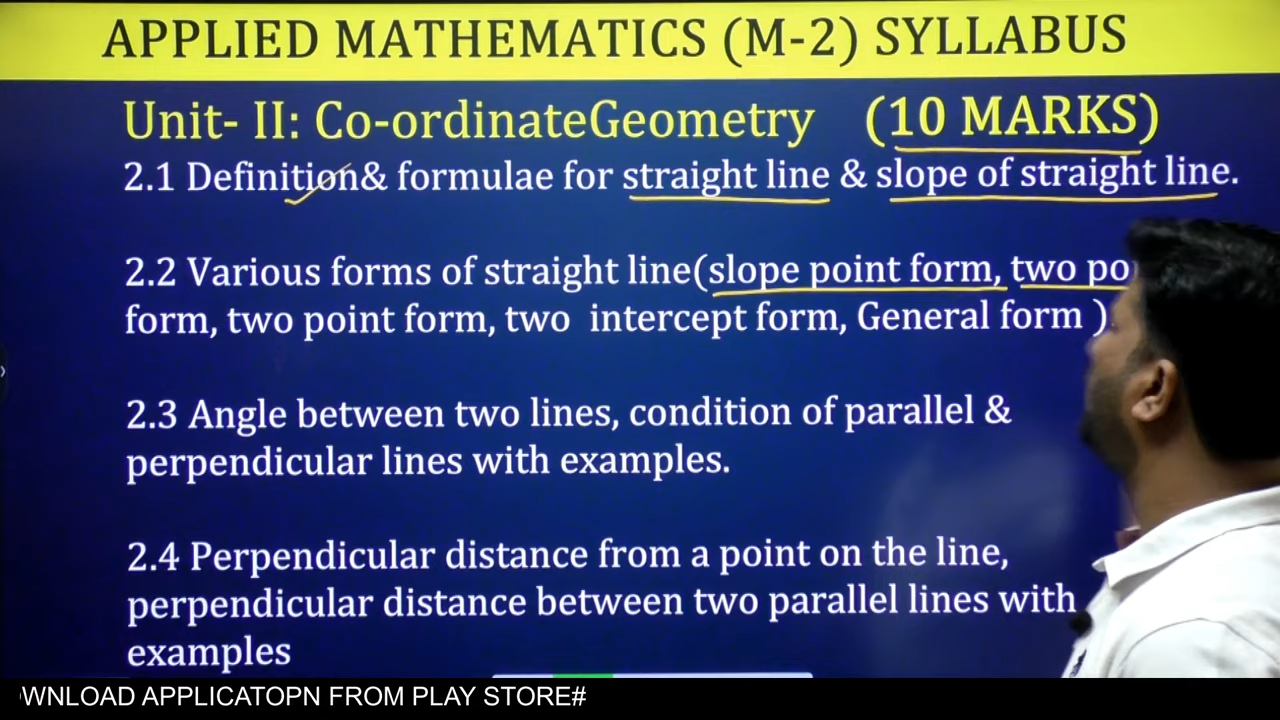 APPLIED MATHEMATICS (M-2) SYLLABUS
Unit- II: Co-ordinateGeometry (10 MARKS)
2.1 Definition& formulae for straight line & slope of straight line.
2.2 Various forms of straight line(slope point form, two
form, two point form, two intercept form, General form )
2.3 Angle between two lines, condition of parallel &
perpendicular lines with examples.
2.4 Perpendicular distance from a point on the line,
perpendicular distance between two parallel lines with
examples
WNLOAD APPLICATOPN FROM PLAY STORE#